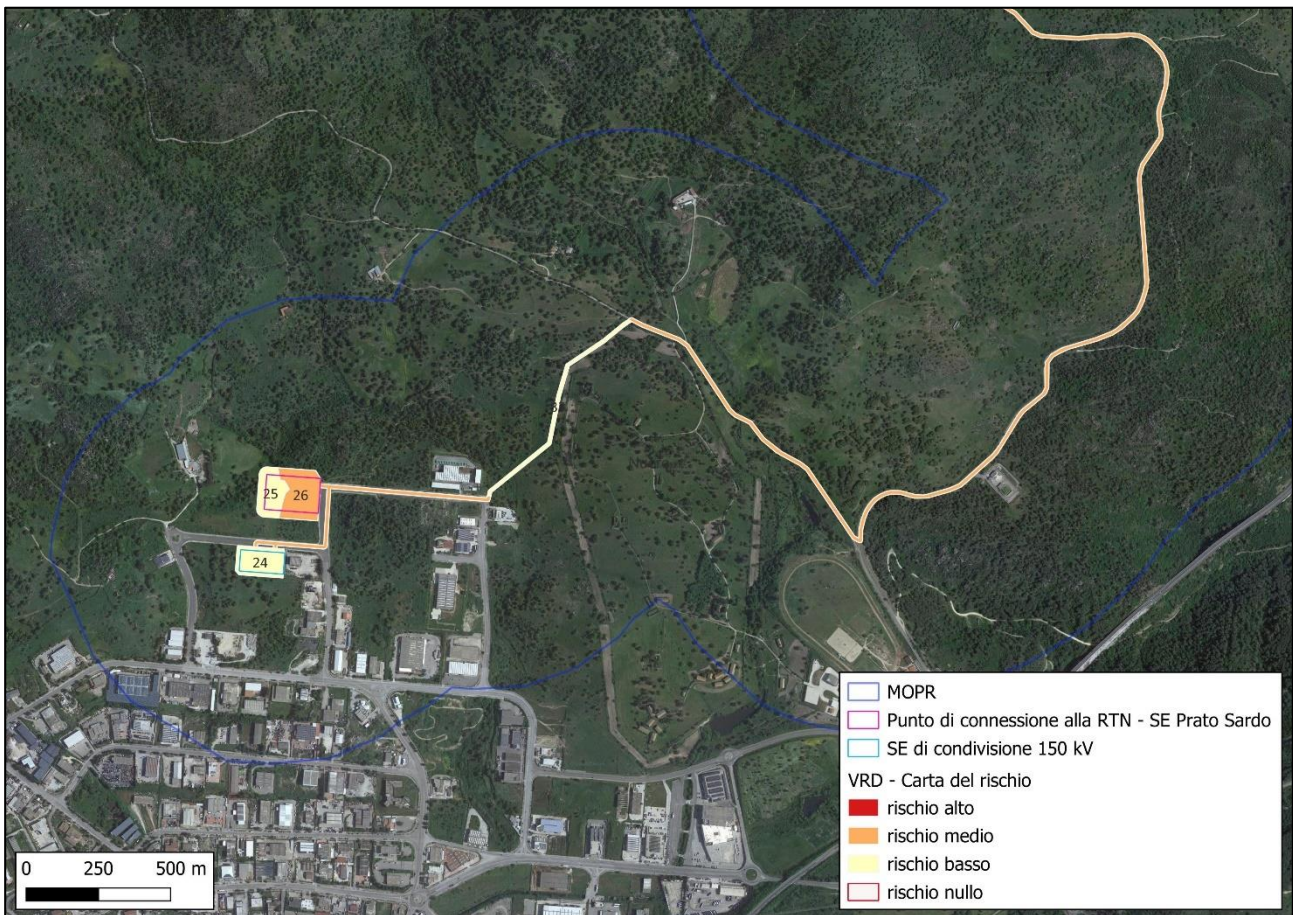 25
26
24
MOPR
Punto di connessione alla RTN - SE Prato Sardo
SE di condivisione 150 kV
VRD - Carta del rischio
rischio alto
rischio medio
rischio basso
rischio nullo
0 250 500 m